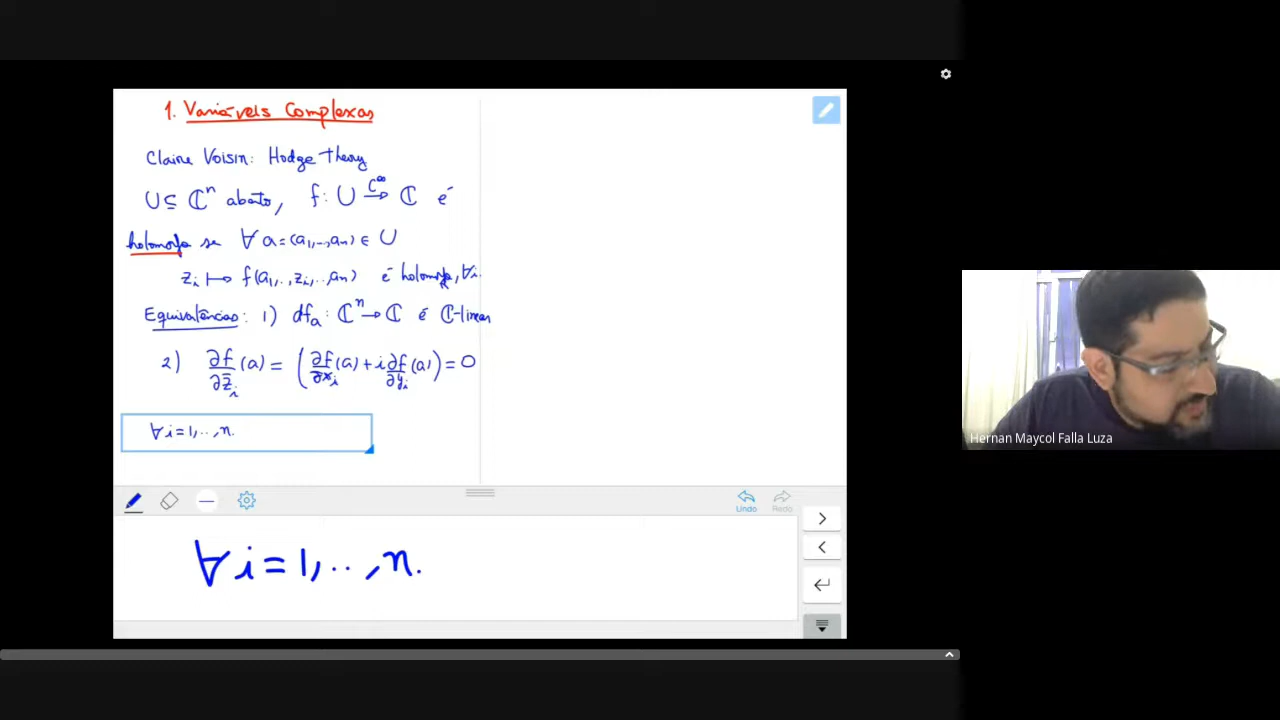 1. Variáveis Complexas
Claire Voisin: Hodge Theory
U ⊆ ℂⁿ aberto, f: U →^{C^∞} ℂ é
holomorfa se ∀ a=(a₁,...,aₙ) ∈ U
zᵢ ↦ f(a₁,..,zᵢ,..,aₙ) é holomorfa, ∀i.
Equivalências: 1) df_a : ℂⁿ → ℂ é ℂ-linear
2) ∂f/∂z̄ᵢ (a) = (∂f/∂xᵢ (a) + i ∂f/∂yᵢ (a)) = 0
∀ i = 1,..,n.
Undo Redo
∀ i = 1,..,n.
Hernan Maycol Falla Luza